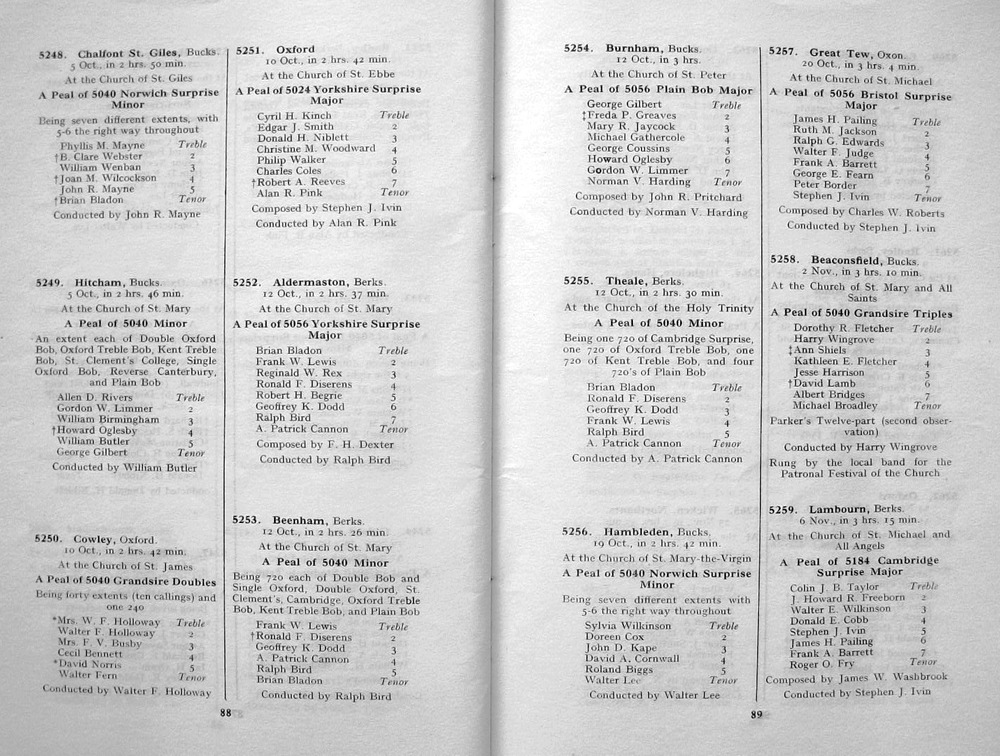 5248. Chalfont St. Giles, Bucks.
5 Oct., in 2 hrs. 50 min.
At the Church of St. Giles
A Peal of 5040 Norwich Surprise
Minor
Being seven different extents, with
5-6 the right way throughout
Phyllis M. Mayne Treble
†B. Clare Webster 2
William Wenban 3
†Joan M. Wilcockson 4
John R. Mayne 5
†Brian Bladon Tenor
Conducted by John R. Mayne
5249. Hitcham, Bucks.
5 Oct., in 2 hrs. 46 min.
At the Church of St. Mary
A Peal of 5040 Minor
An extent each of Double Oxford
Bob, Oxford Treble Bob, Kent Treble
Bob, St. Clement's College, Single
Oxford Bob, Reverse Canterbury,
and Plain Bob
Allen D. Rivers Treble
Gordon W. Limmer 2
William Birmingham 3
†Howard Oglesby 4
William Butler 5
George Gilbert Tenor
Conducted by William Butler
5250. Cowley, Oxford.
10 Oct., in 2 hrs. 42 min.
At the Church of St. James
A Peal of 5040 Grandsire Doubles
Being forty extents (ten callings) and
one 240
*Mrs. W. F. Holloway Treble
Walter F. Holloway 2
Mrs. F. V. Busby 3
Cecil Bennett 4
*David Norris 5
Walter Fern Tenor
Conducted by Walter F. Holloway
5251. Oxford
10 Oct., in 2 hrs. 42 min.
At the Church of St. Ebbe
A Peal of 5024 Yorkshire Surprise
Major
Cyril H. Kinch Treble
Edgar J. Smith 2
Donald H. Niblett 3
Christine M. Woodward 4
Philip Walker 5
Charles Coles 6
†Robert A. Reeves 7
Alan R. Pink Tenor
Composed by Stephen J. Ivin
Conducted by Alan R. Pink
5252. Aldermaston, Berks.
12 Oct., in 2 hrs. 37 min.
At the Church of St. Mary
A Peal of 5056 Yorkshire Surprise
Major
Brian Bladon Treble
Frank W. Lewis 2
Reginald W. Rex 3
Ronald F. Diserens 4
Robert H. Begrie 5
Geoffrey K. Dodd 6
Ralph Bird 7
A. Patrick Cannon Tenor
Composed by F. H. Dexter
Conducted by Ralph Bird
5253. Beenham, Berks.
12 Oct., in 2 hrs. 26 min.
At the Church of St. Mary
A Peal of 5040 Minor
Being 720 each of Double Bob and
Single Oxford, Double Oxford, St.
Clement's, Cambridge, Oxford Treble
Bob, Kent Treble Bob, and Plain Bob
Frank W. Lewis Treble
†Ronald F. Diserens 2
Geoffrey K. Dodd 3
A. Patrick Cannon 4
Ralph Bird 5
Brian Bladon Tenor
Conducted by Ralph Bird
88
5254. Burnham, Bucks.
12 Oct., in 3 hrs.
At the Church of St. Peter
A Peal of 5056 Plain Bob Major
George Gilbert Treble
‡Freda P. Greaves 2
Mary R. Jaycock 3
Michael Gathercole 4
George Coussins 5
Howard Oglesby 6
Gordon W. Limmer 7
Norman V. Harding Tenor
Composed by John R. Pritchard
Conducted by Norman V. Harding
5255. Theale, Berks.
12 Oct., in 2 hrs. 30 min.
At the Church of the Holy Trinity
A Peal of 5040 Minor
Being one 720 of Cambridge Surprise,
one 720 of Oxford Treble Bob, one
720 of Kent Treble Bob, and four
720's of Plain Bob
Brian Bladon Treble
Ronald F. Diserens 2
Geoffrey K. Dodd 3
Frank W. Lewis 4
Ralph Bird 5
A. Patrick Cannon Tenor
Conducted by A. Patrick Cannon
5256. Hambleden, Bucks.
19 Oct., in 2 hrs. 42 min.
At the Church of St. Mary-the-Virgin
A Peal of 5040 Norwich Surprise
Minor
Being seven different extents with
5-6 the right way throughout
Sylvia Wilkinson Treble
Doreen Cox 2
John D. Kape 3
David A. Cornwall 4
Roland Biggs 5
Walter Lee Tenor
Conducted by Walter Lee
5257. Great Tew, Oxon.
20 Oct., in 3 hrs. 4 min.
At the Church of St. Michael
A Peal of 5056 Bristol Surprise
Major
James H. Pailing Treble
Ruth M. Jackson 2
Ralph G. Edwards 3
Walter F. Judge 4
Frank A. Barrett 5
George E. Fearn 6
Peter Border 7
Stephen J. Ivin Tenor
Composed by Charles W. Roberts
Conducted by Stephen J. Ivin
5258. Beaconsfield, Bucks.
2 Nov., in 3 hrs. 10 min.
At the Church of St. Mary and All
Saints
A Peal of 5040 Grandsire Triples
Dorothy R. Fletcher Treble
Harry Wingrove 2
‡Ann Shiels 3
Kathleen E. Fletcher 4
Jesse Harrison 5
†David Lamb 6
Albert Bridges 7
Michael Broadley Tenor
Parker's Twelve-part (second obser-
vation)
Conducted by Harry Wingrove
Rung by the local band for the
Patronal Festival of the Church
5259. Lambourn, Berks.
6 Nov., in 3 hrs. 15 min.
At the Church of St. Michael and
All Angels
A Peal of 5184 Cambridge
Surprise Major
Colin J. B. Taylor Treble
J. Howard R. Freeborn 2
Walter E. Wilkinson 3
Donald E. Cobb 4
Stephen J. Ivin 5
James H. Pailing 6
Frank A. Barrett 7
Roger O. Fry Tenor
Composed by James W. Washbrook
Conducted by Stephen J. Ivin
89